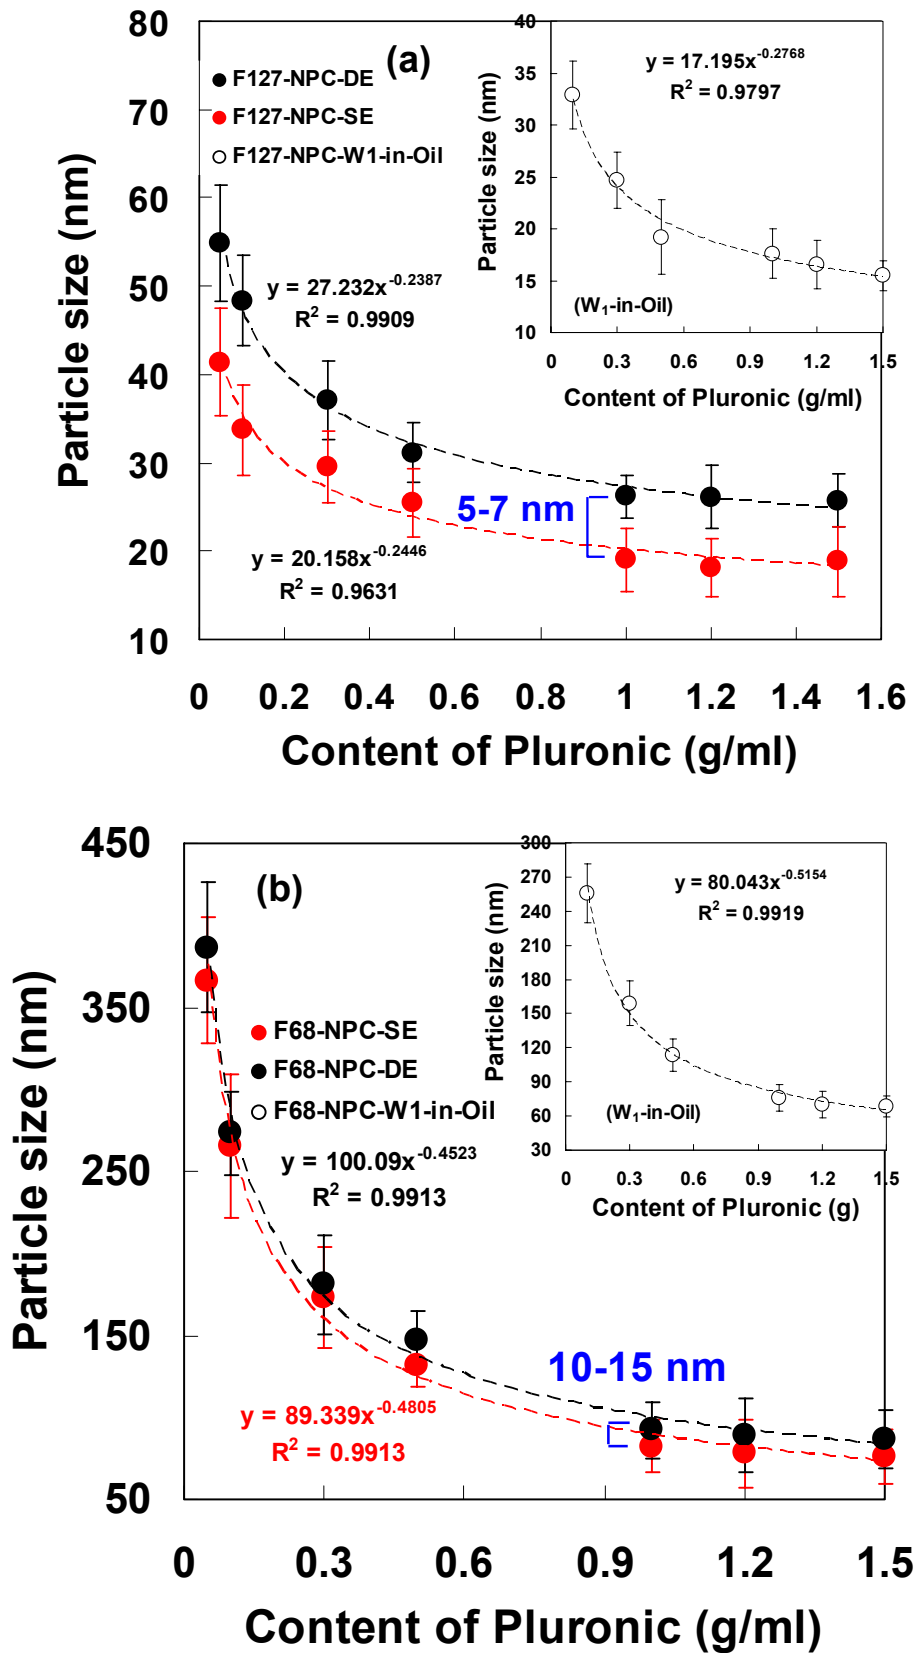 (a)
F127-NPC-DE
F127-NPC-SE
F127-NPC-W1-in-Oil
y = 27.232x^-0.2387
R² = 0.9909
5-7 nm
y = 20.158x^-0.2446
R² = 0.9631
80
70
60
50
40
30
20
10
Particle size (nm)
0 0.2 0.4 0.6 0.8 1 1.2 1.4 1.6
Content of Pluronic (g/ml)
y = 17.195x^-0.2768
R² = 0.9797
(W₁-in-Oil)
40
35
30
25
20
15
10
Particle size (nm)
0 0.3 0.6 0.9 1.2 1.5
Content of Pluronic (g/ml)
(b)
F68-NPC-SE
F68-NPC-DE
F68-NPC-W1-in-Oil
y = 100.09x^-0.4523
R² = 0.9913
10-15 nm
y = 89.339x^-0.4805
R² = 0.9913
450
350
250
150
50
Particle size (nm)
0 0.3 0.6 0.9 1.2 1.5
Content of Pluronic (g/ml)
y = 80.043x^-0.5154
R² = 0.9919
(W₁-in-Oil)
300
270
240
210
180
150
120
90
60
30
Particle size (nm)
0 0.3 0.6 0.9 1.2 1.5
Content of Pluronic (g)